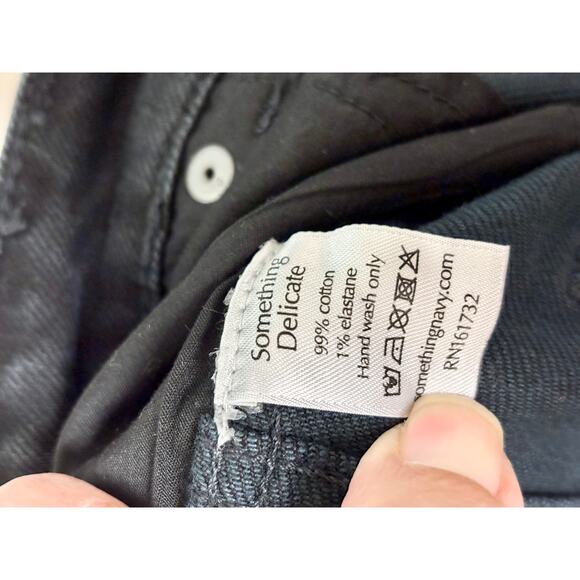 Something
Delicate
99% cotton
1% elastane
Hand wash only
somethingnavy.com
RN161732